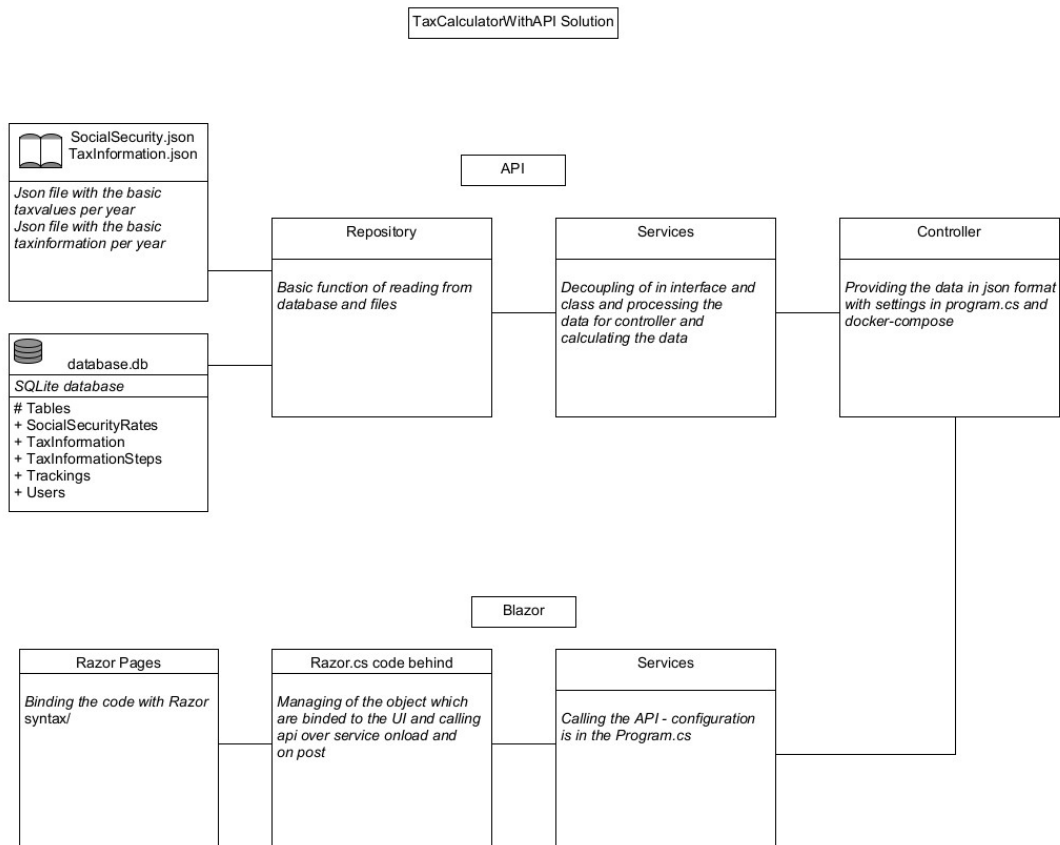 TaxCalculatorWithAPI Solution
SocialSecurity.json
TaxInformation.json
Json file with the basic
taxvalues per year
Json file with the basic
taxinformation per year
API
Repository
Basic function of reading from
database and files
Services
Decoupling of in interface and
class and processing the
data for controller and
calculating the data
Controller
Providing the data in json format
with settings in program.cs and
docker-compose
database.db
SQLite database
# Tables
+ SocialSecurityRates
+ TaxInformation
+ TaxInformationSteps
+ Trackings
+ Users
Blazor
Razor Pages
Binding the code with Razor
syntax/
Razor.cs code behind
Managing of the object which
are binded to the UI and calling
api over service onload and
on post
Services
Calling the API - configuration
is in the Program.cs